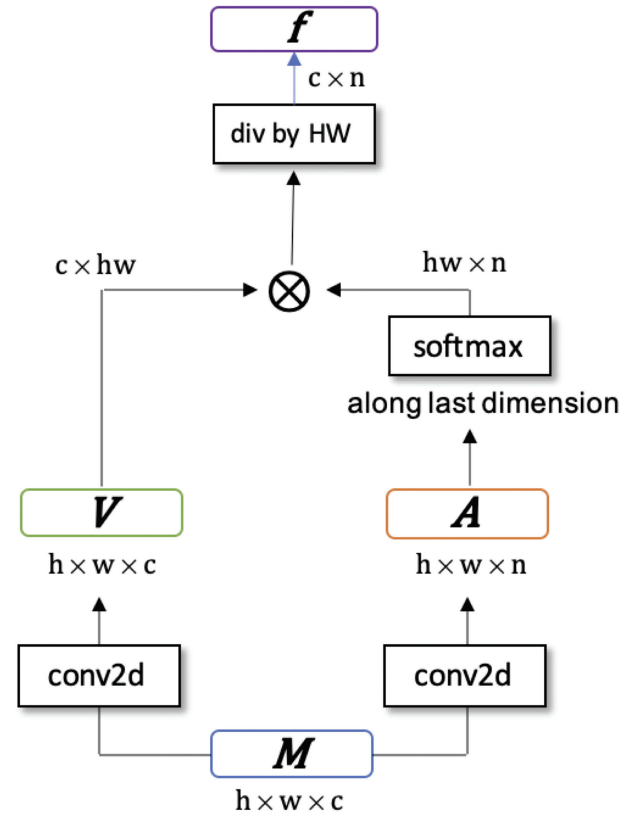 f
c × n
div by HW
c × hw
hw × n
⊗
softmax
along last dimension
V
A
h × w × c
h × w × n
conv2d
conv2d
M
h × w × c